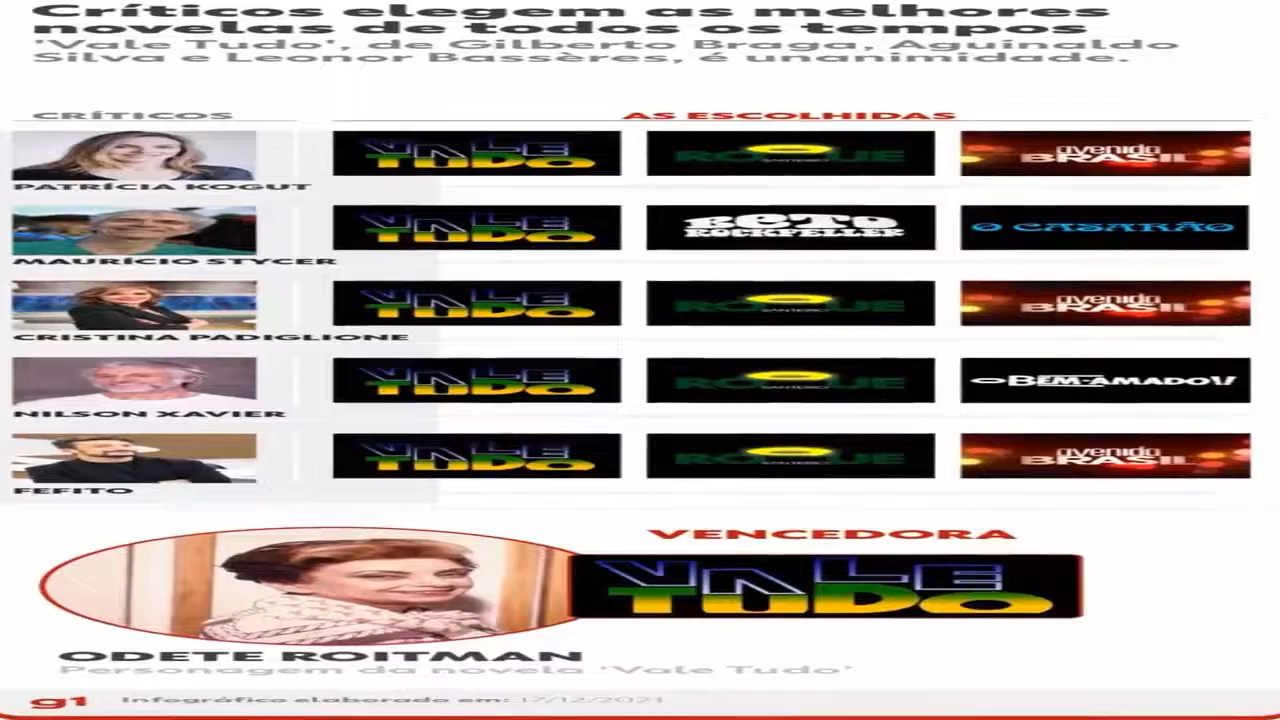 Críticos elegem as melhores
novelas de todos os tempos
'Vale Tudo', de Gilberto Braga, Aguinaldo
Silva e Leonor Bassères, é unanimidade.
CRÍTICOS AS ESCOLHIDAS
VALE TUDO ROQUE SANTEIRO avenida BRASIL
PATRÍCIA KOGUT
VALE TUDO BETO ROCKFELLER O CASARÃO
MAURÍCIO STYCER
VALE TUDO ROQUE SANTEIRO avenida BRASIL
CRISTINA PADIGLIONE
VALE TUDO ROQUE SANTEIRO O BEM-AMADO
NILSON XAVIER
VALE TUDO ROQUE SANTEIRO avenida BRASIL
FEFITO
VENCEDORA
VALE
TUDO
ODETE ROITMAN
Personagem da novela 'Vale Tudo'
g1 Infográfico elaborado em: 17/12/2021